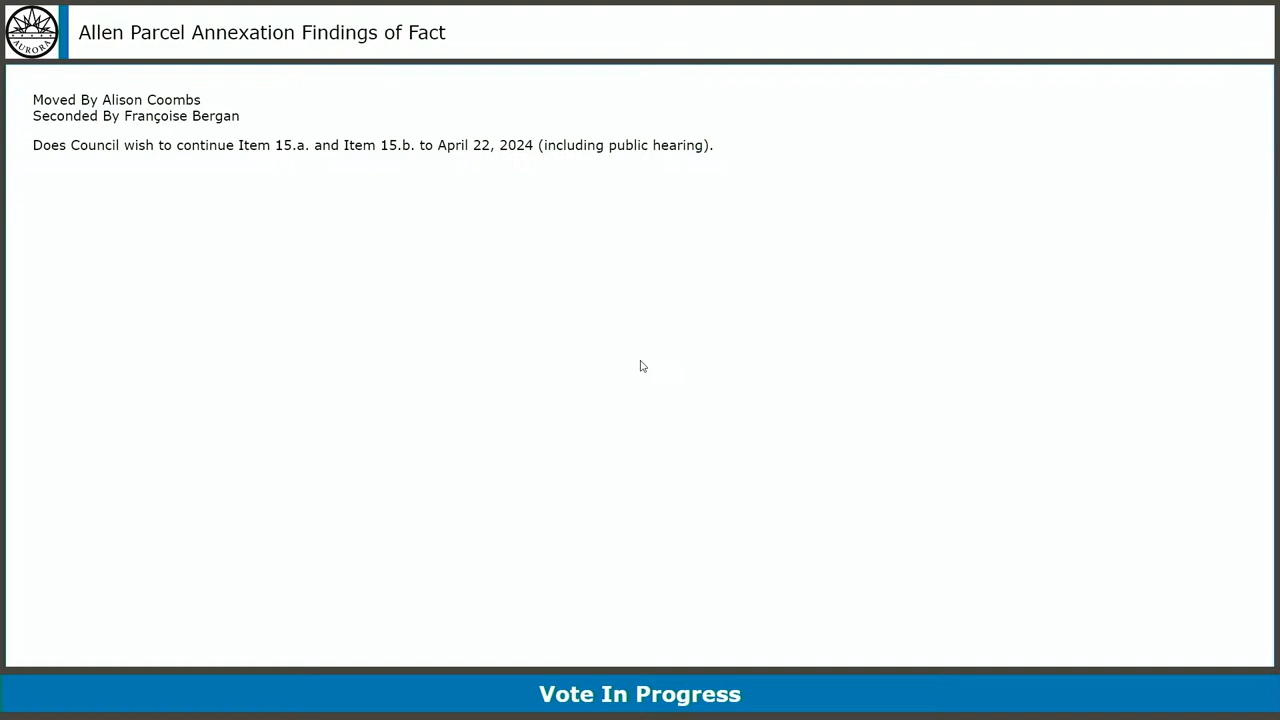 AURORA
Allen Parcel Annexation Findings of Fact
Moved By Alison Coombs
Seconded By Françoise Bergan
Does Council wish to continue Item 15.a. and Item 15.b. to April 22, 2024 (including public hearing).
Vote In Progress